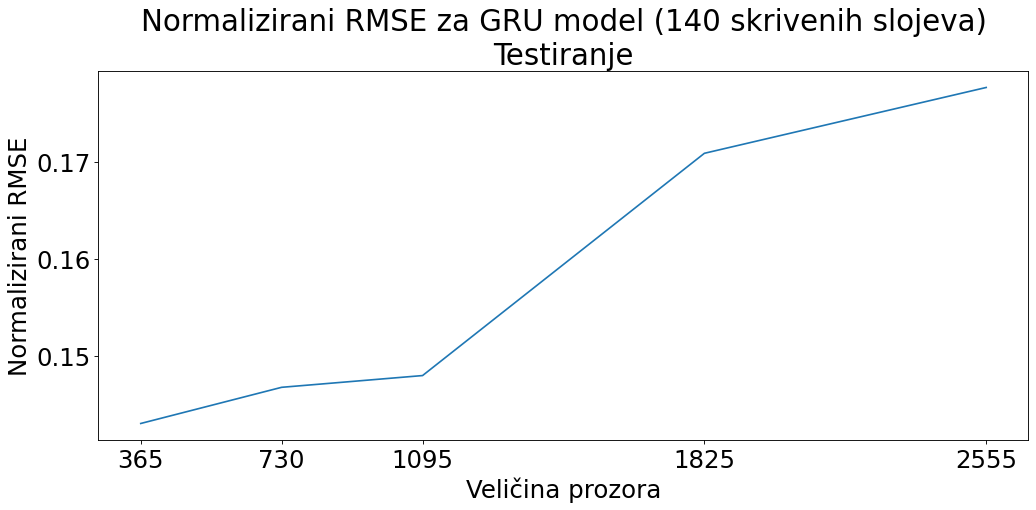 Normalizirani RMSE za GRU model (140 skrivenih slojeva)
Testiranje
Normalizirani RMSE
0.17
0.16
0.15
365 730 1095 1825 2555
Veličina prozora